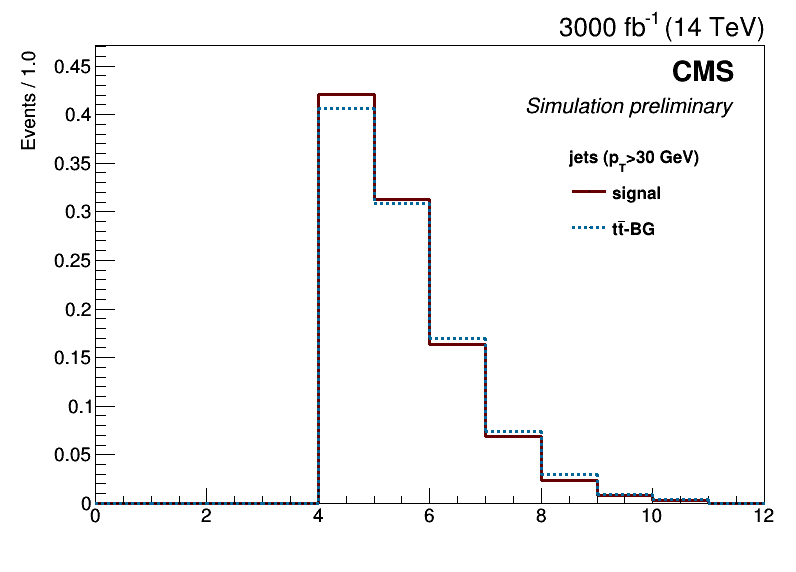 3000 fb⁻¹ (14 TeV)
Events / 1.0
CMS
Simulation preliminary
jets (p_T>30 GeV)
signal
tt̄-BG
0.45
0.4
0.35
0.3
0.25
0.2
0.15
0.1
0.05
0
0 2 4 6 8 10 12